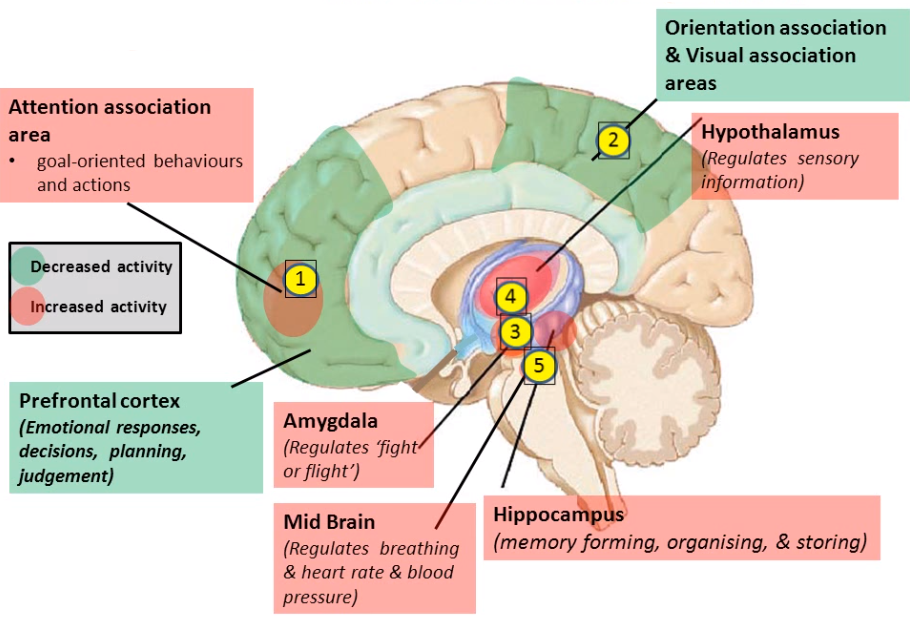 Orientation association
& Visual association
areas
Attention association
area
• goal-oriented behaviours
and actions
Hypothalamus
(Regulates sensory
information)
2
1
Decreased activity
Increased activity
4
3
5
Prefrontal cortex
(Emotional responses,
decisions, planning,
judgement)
Amygdala
(Regulates ‘fight
or flight’)
Mid Brain
(Regulates breathing
& heart rate & blood
pressure)
Hippocampus
(memory forming, organising, & storing)